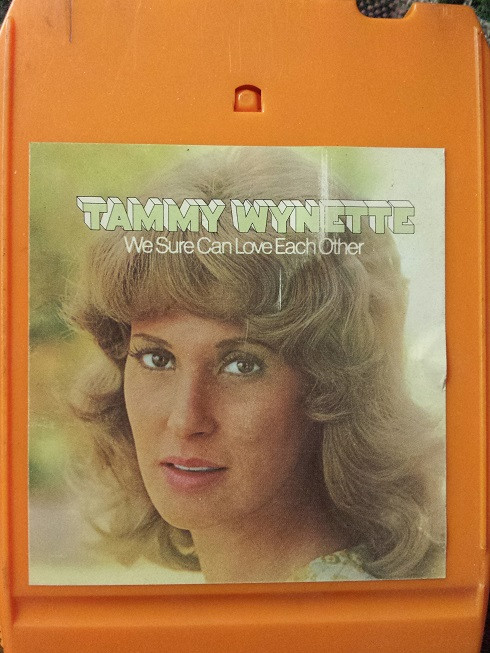 TAMMY WYNETTE
We Sure Can Love Each Other